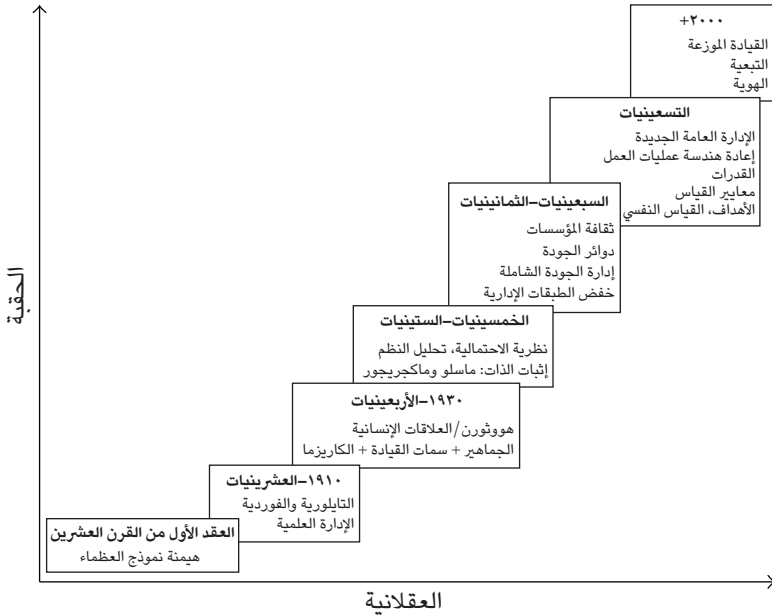 +٢٠٠٠
القيادة الموزعة
التبعية
الهوية
التسعينيات
الإدارة العامة الجديدة
إعادة هندسة عمليات العمل
القدرات
معايير القياس
الأهداف، القياس النفسي
السبعينيات–الثمانينيات
ثقافة المؤسسات
دوائر الجودة
إدارة الجودة الشاملة
خفض الطبقات الإدارية
الخمسينيات–الستينيات
نظرية الاحتمالية، تحليل النظم
إثبات الذات: ماسلو وماكجريجور
١٩٣٠–الأربعينيات
هووثورن/العلاقات الإنسانية
الجماهير + سمات القيادة + الكاريزما
١٩١٠–العشرينيات
التايلورية والفوردية
الإدارة العلمية
العقد الأول من القرن العشرين
هيمنة نموذج العظماء
الحقبة
العقلانية